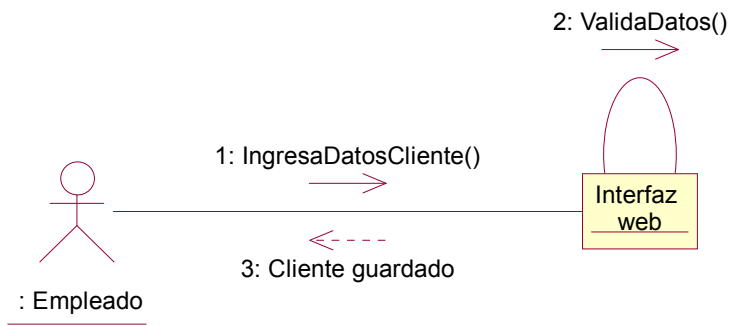 2: ValidaDatos()
1: IngresaDatosCliente()
Interfaz
web
3: Cliente guardado
: Empleado